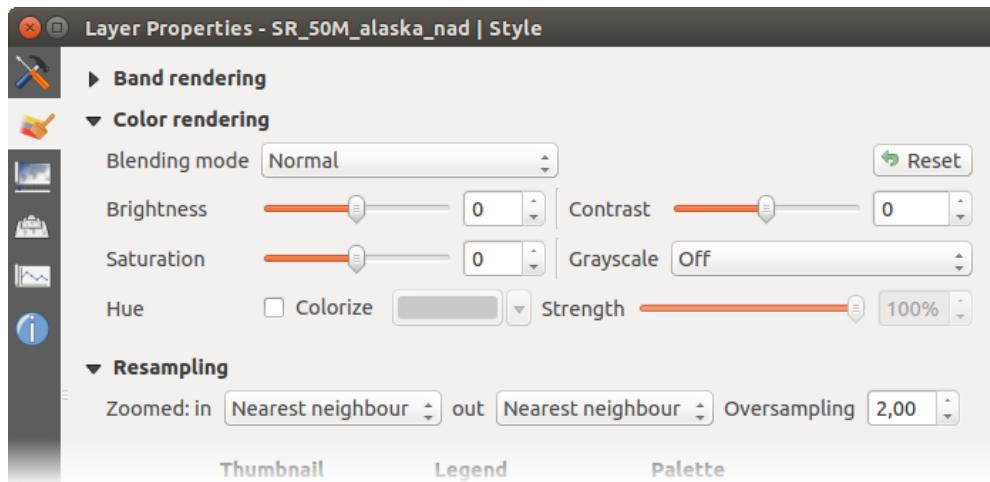 Layer Properties - SR_50M_alaska_nad | Style
Band rendering
Color rendering
Blending mode Normal Reset
Brightness 0 Contrast 0
Saturation 0 Grayscale Off
Hue Colorize Strength 100%
Resampling
Zoomed: in Nearest neighbour out Nearest neighbour Oversampling 2,00
Thumbnail Legend Palette